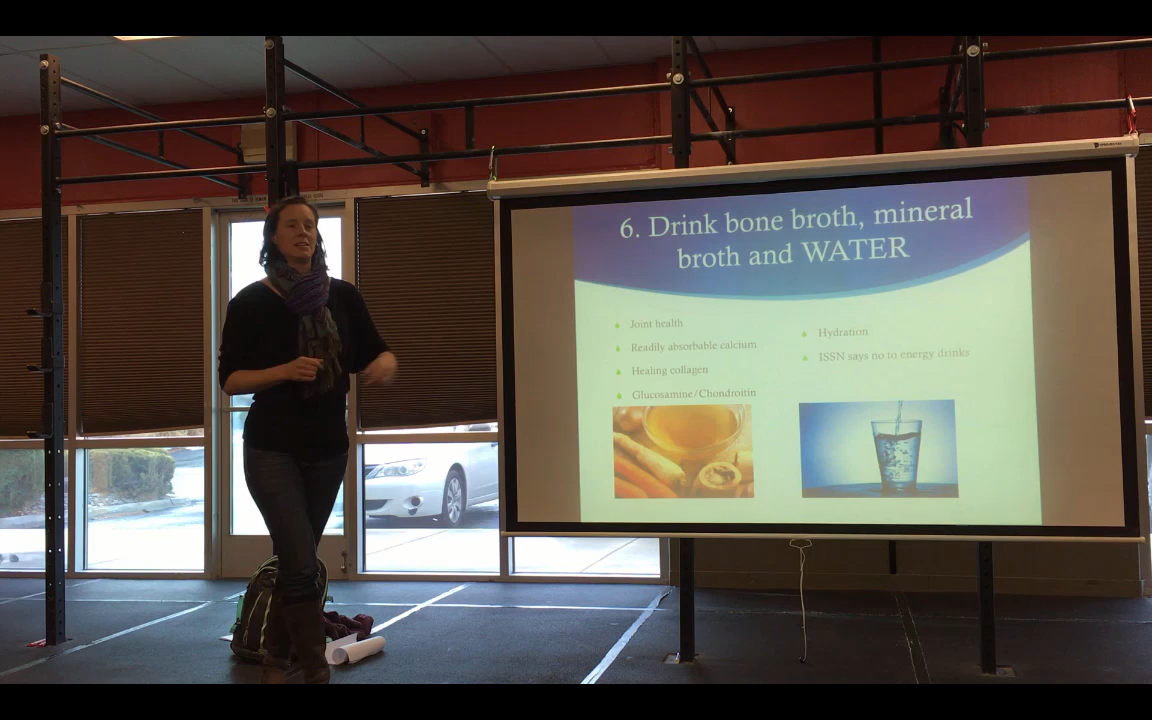 6. Drink bone broth, mineral
broth and WATER
Joint health
Readily absorbable calcium
Healing collagen
Glucosamine/Chondroitin
Hydration
ISSN says no to energy drinks